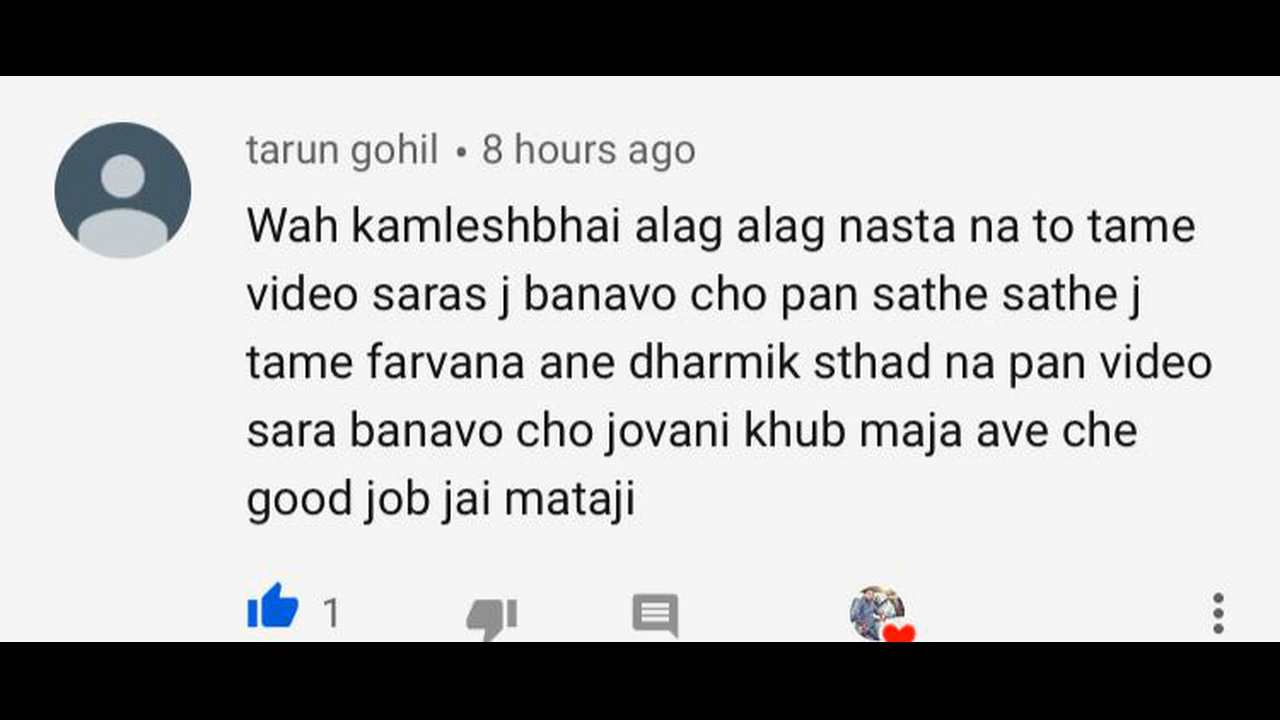 tarun gohil • 8 hours ago
Wah kamleshbhai alag alag nasta na to tame
video saras j banavo cho pan sathe sathe j
tame farvana ane dharmik sthad na pan video
sara banavo cho jovani khub maja ave che
good job jai mataji
1